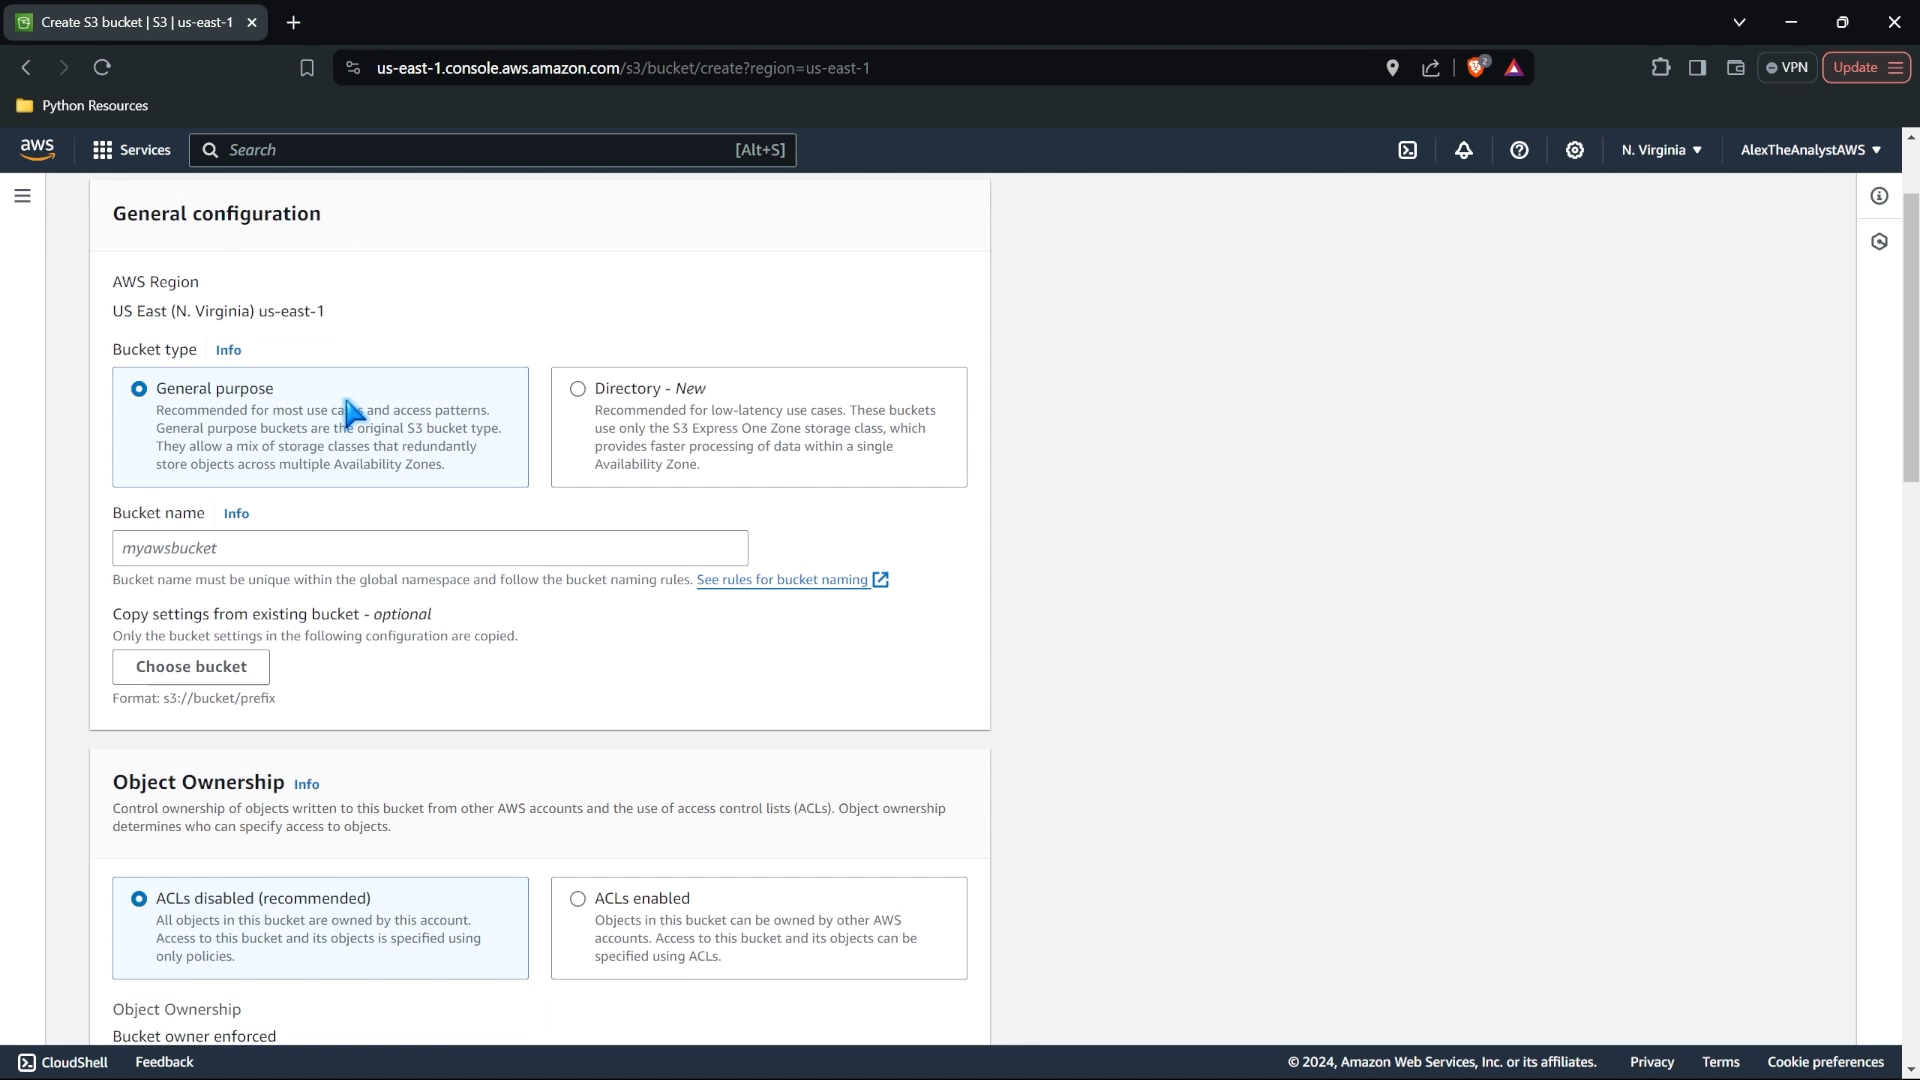 Create S3 bucket | S3 | us-east-1
us-east-1.console.aws.amazon.com/s3/bucket/create?region=us-east-1
2
VPN
Update
Python Resources
aws
Services
Search
[Alt+S]
N. Virginia
AlexTheAnalystAWS
General configuration
AWS Region
US East (N. Virginia) us-east-1
Bucket type
Info
General purpose
Recommended for most use and access patterns.
General purpose buckets are the original S3 bucket type.
They allow a mix of storage classes that redundantly
store objects across multiple Availability Zones.
Directory - New
Recommended for low-latency use cases. These buckets
use only the S3 Express One Zone storage class, which
provides faster processing of data within a single
Availability Zone.
Bucket name
Info
myawsbucket
Bucket name must be unique within the global namespace and follow the bucket naming rules. See rules for bucket naming
Copy settings from existing bucket - optional
Only the bucket settings in the following configuration are copied.
Choose bucket
Format: s3://bucket/prefix
Object Ownership Info
Control ownership of objects written to this bucket from other AWS accounts and the use of access control lists (ACLs). Object ownership
determines who can specify access to objects.
ACLs disabled (recommended)
All objects in this bucket are owned by this account.
Access to this bucket and its objects is specified using
only policies.
ACLs enabled
Objects in this bucket can be owned by other AWS
accounts. Access to this bucket and its objects can be
specified using ACLs.
Object Ownership
Bucket owner enforced
CloudShell
Feedback
© 2024, Amazon Web Services, Inc. or its affiliates.
Privacy
Terms
Cookie preferences